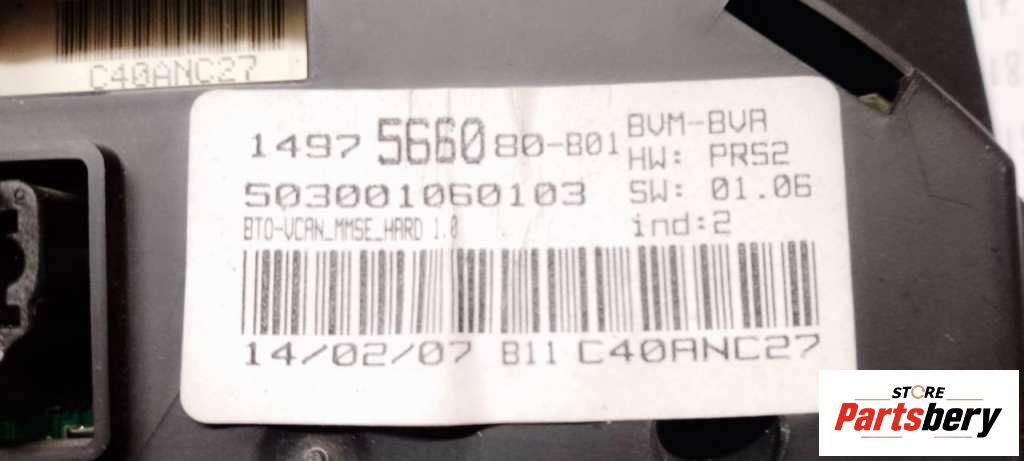 C40ANC27
1497 5660 80-B01
BVM-BVA
HW: PRS2
503001060103
SW: 01.06
BTO-VCAN_MMSE_HARD 1.0
ind:2
14/02/07 B11 C40ANC27
STORE
Partsbery